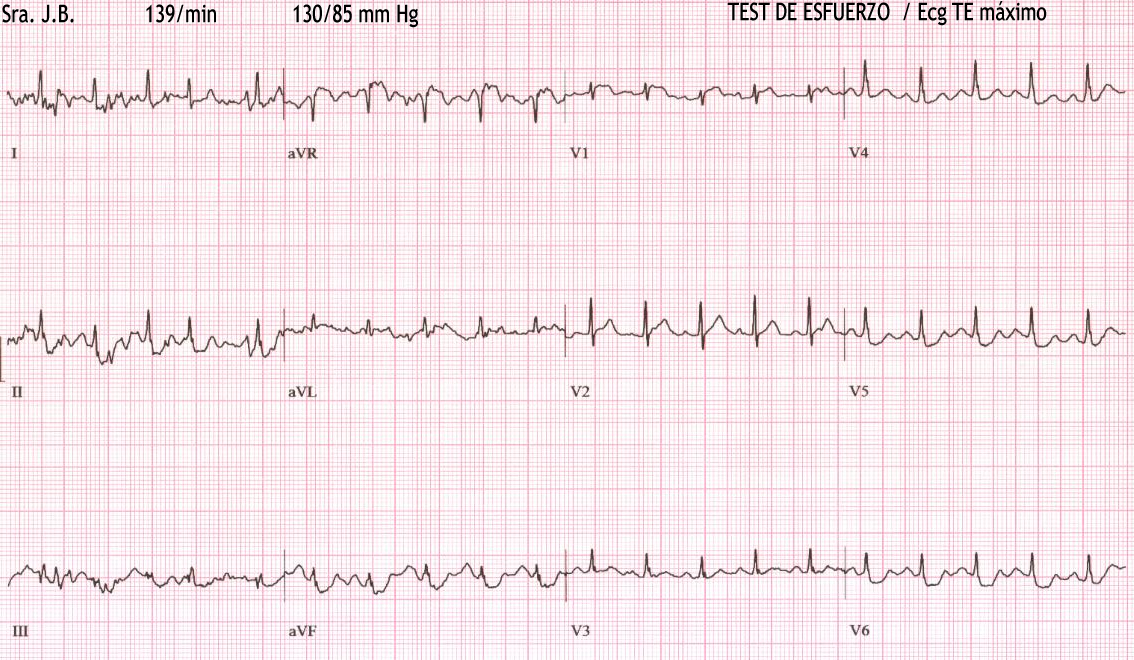 Sra. J.B. 139/min 130/85 mm Hg TEST DE ESFUERZO / Ecg TE máximo
I aVR V1 V4
II aVL V2 V5
III aVF V3 V6